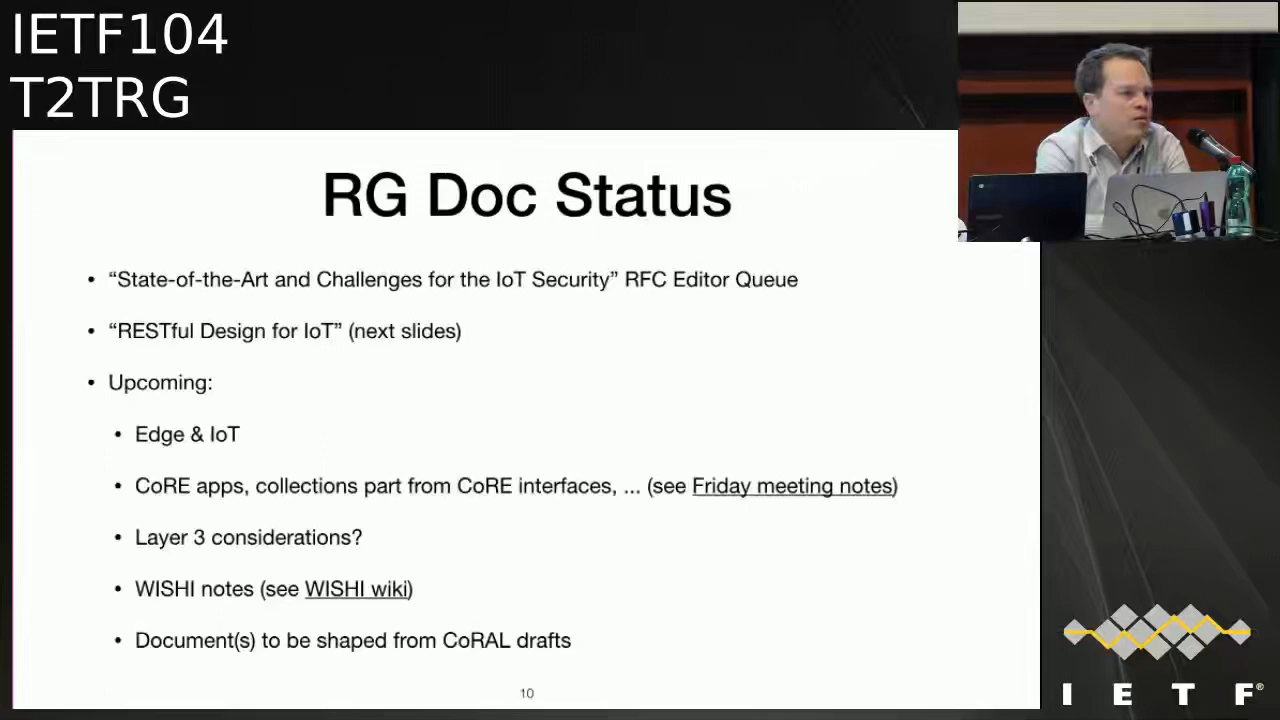 IETF104
T2TRG
RG Doc Status
• “State-of-the-Art and Challenges for the IoT Security” RFC Editor Queue
• “RESTful Design for IoT” (next slides)
• Upcoming:
• Edge & IoT
• CoRE apps, collections part from CoRE interfaces, ... (see Friday meeting notes)
• Layer 3 considerations?
• WISHI notes (see WISHI wiki)
• Document(s) to be shaped from CoRAL drafts
10
I E T F®